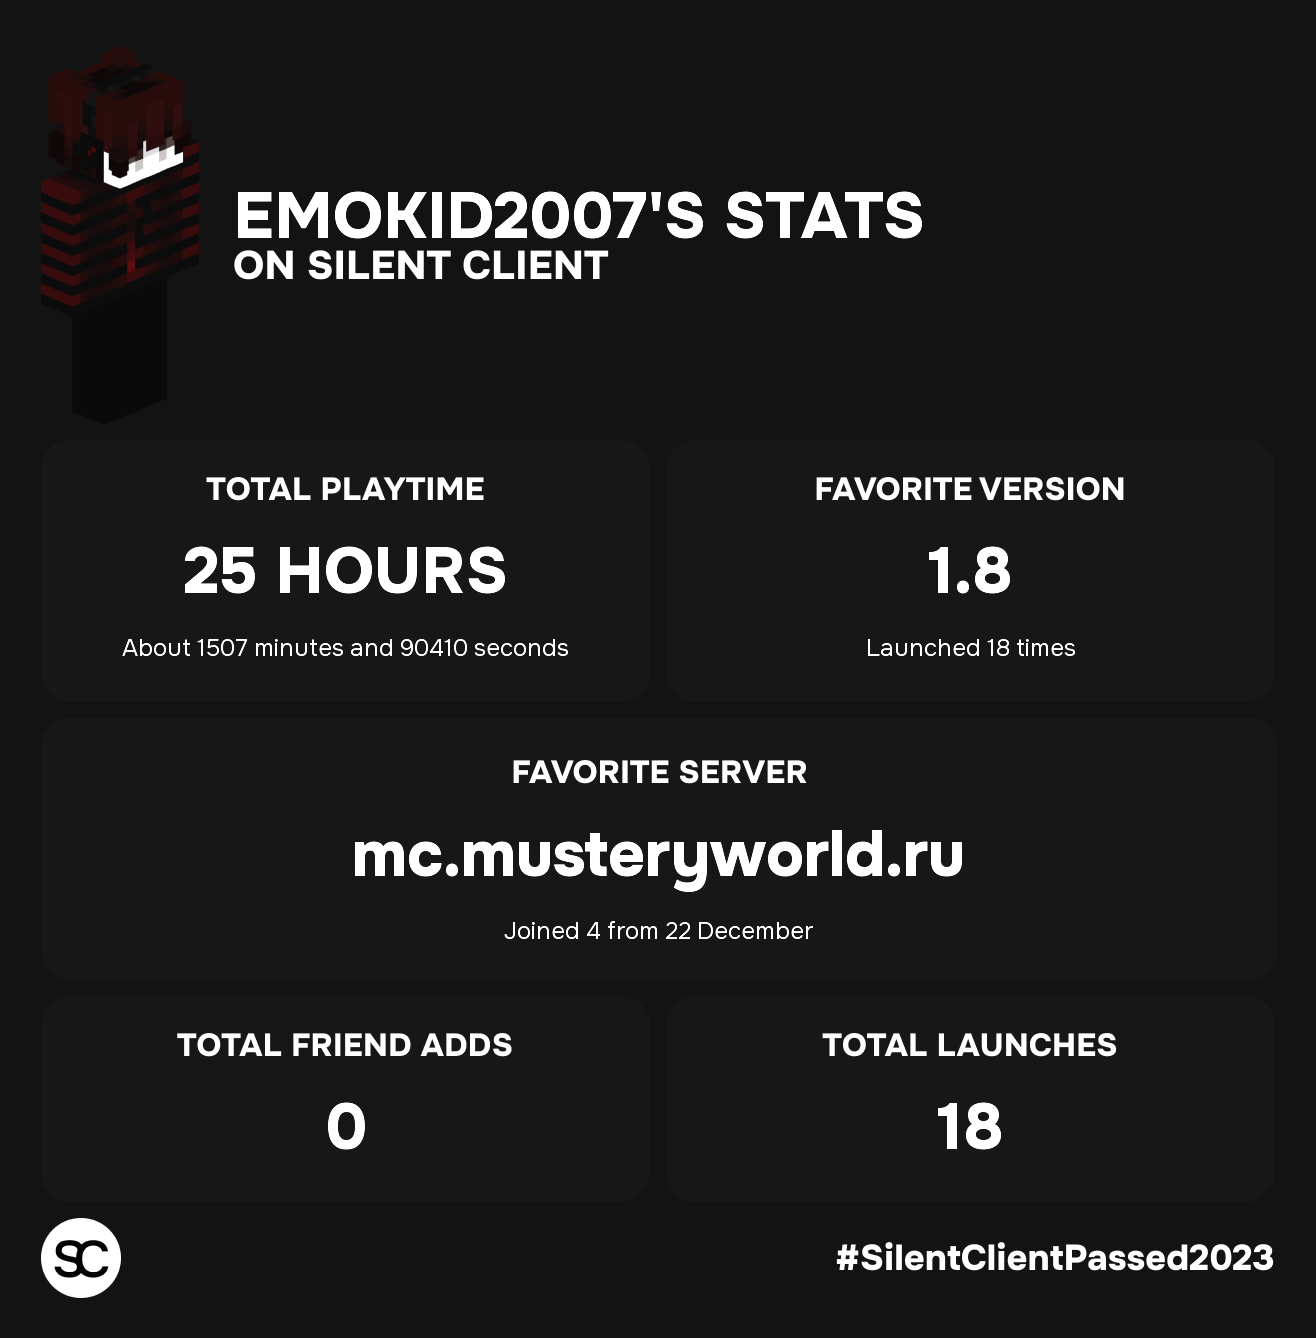 EMOKID2007'S STATS
ON SILENT CLIENT
TOTAL PLAYTIME
25 HOURS
About 1507 minutes and 90410 seconds
FAVORITE VERSION
1.8
Launched 18 times
FAVORITE SERVER
mc.musteryworld.ru
Joined 4 from 22 December
TOTAL FRIEND ADDS
0
TOTAL LAUNCHES
18
SC
#SilentClientPassed2023